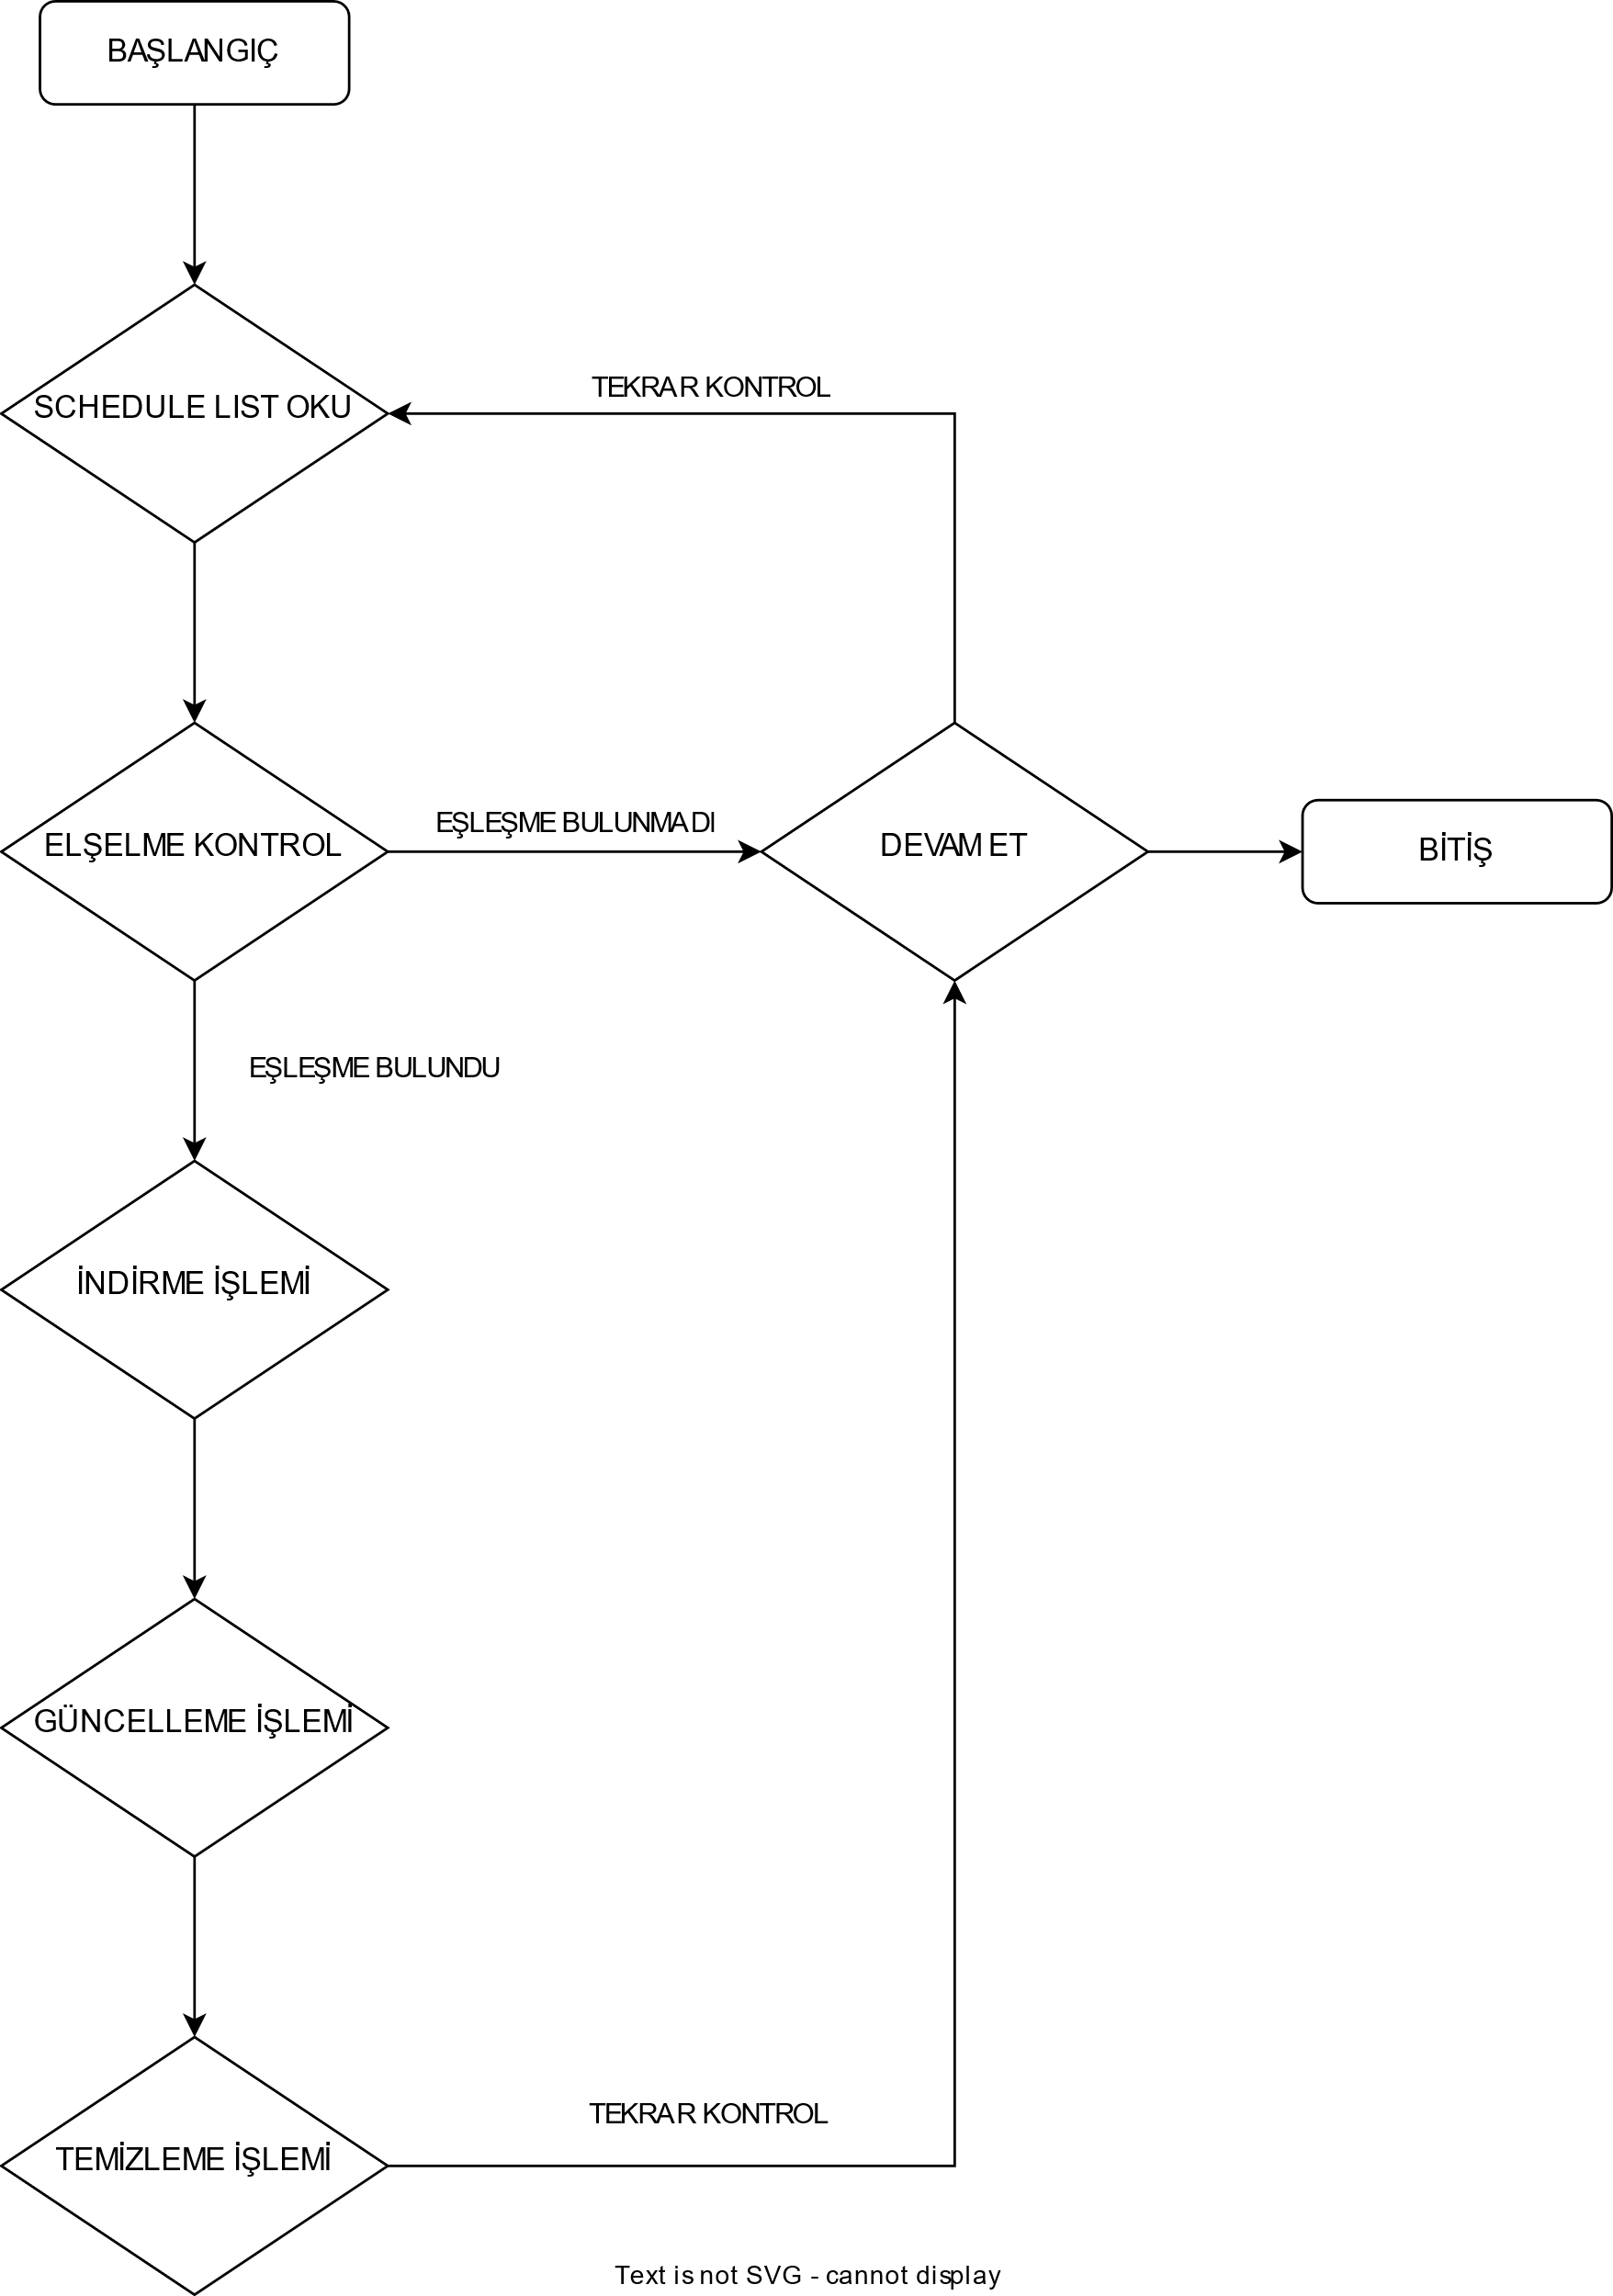 BAŞLANGIÇ
SCHEDULE LIST OKU
TEKRAR KONTROL
ELŞELME KONTROL
EŞLEŞME BULUNMADI
DEVAM ET
BİTİŞ
EŞLEŞME BULUNDU
İNDİRME İŞLEMİ
GÜNCELLEME İŞLEMİ
TEMİZLEME İŞLEMİ
TEKRAR KONTROL
Text is not SVG - cannot display